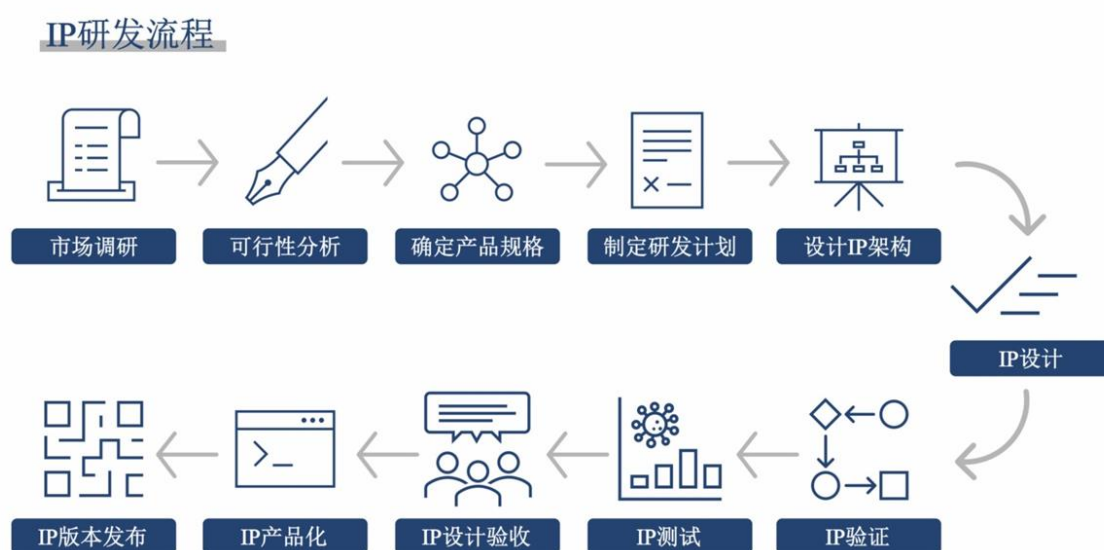 IP研发流程
市场调研
可行性分析
确定产品规格
制定研发计划
设计IP架构
IP设计
IP验证
IP测试
IP设计验收
IP产品化
IP版本发布